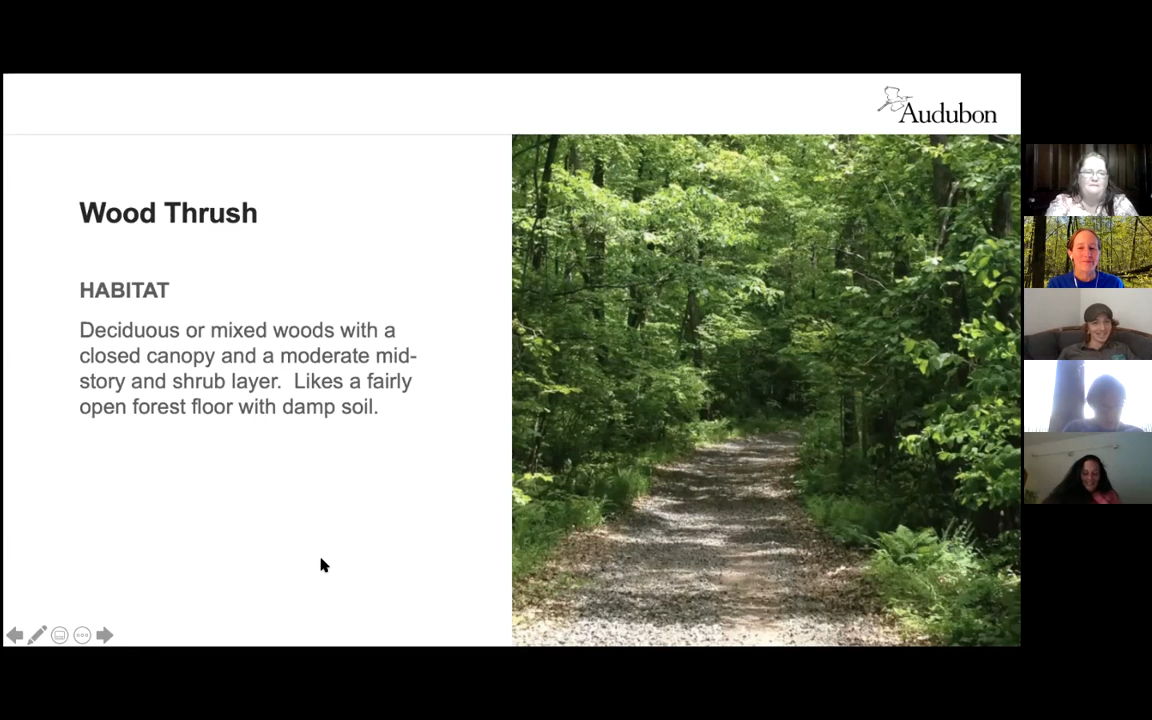 Audubon
Wood Thrush
HABITAT
Deciduous or mixed woods with a
closed canopy and a moderate mid-
story and shrub layer.  Likes a fairly
open forest floor with damp soil.